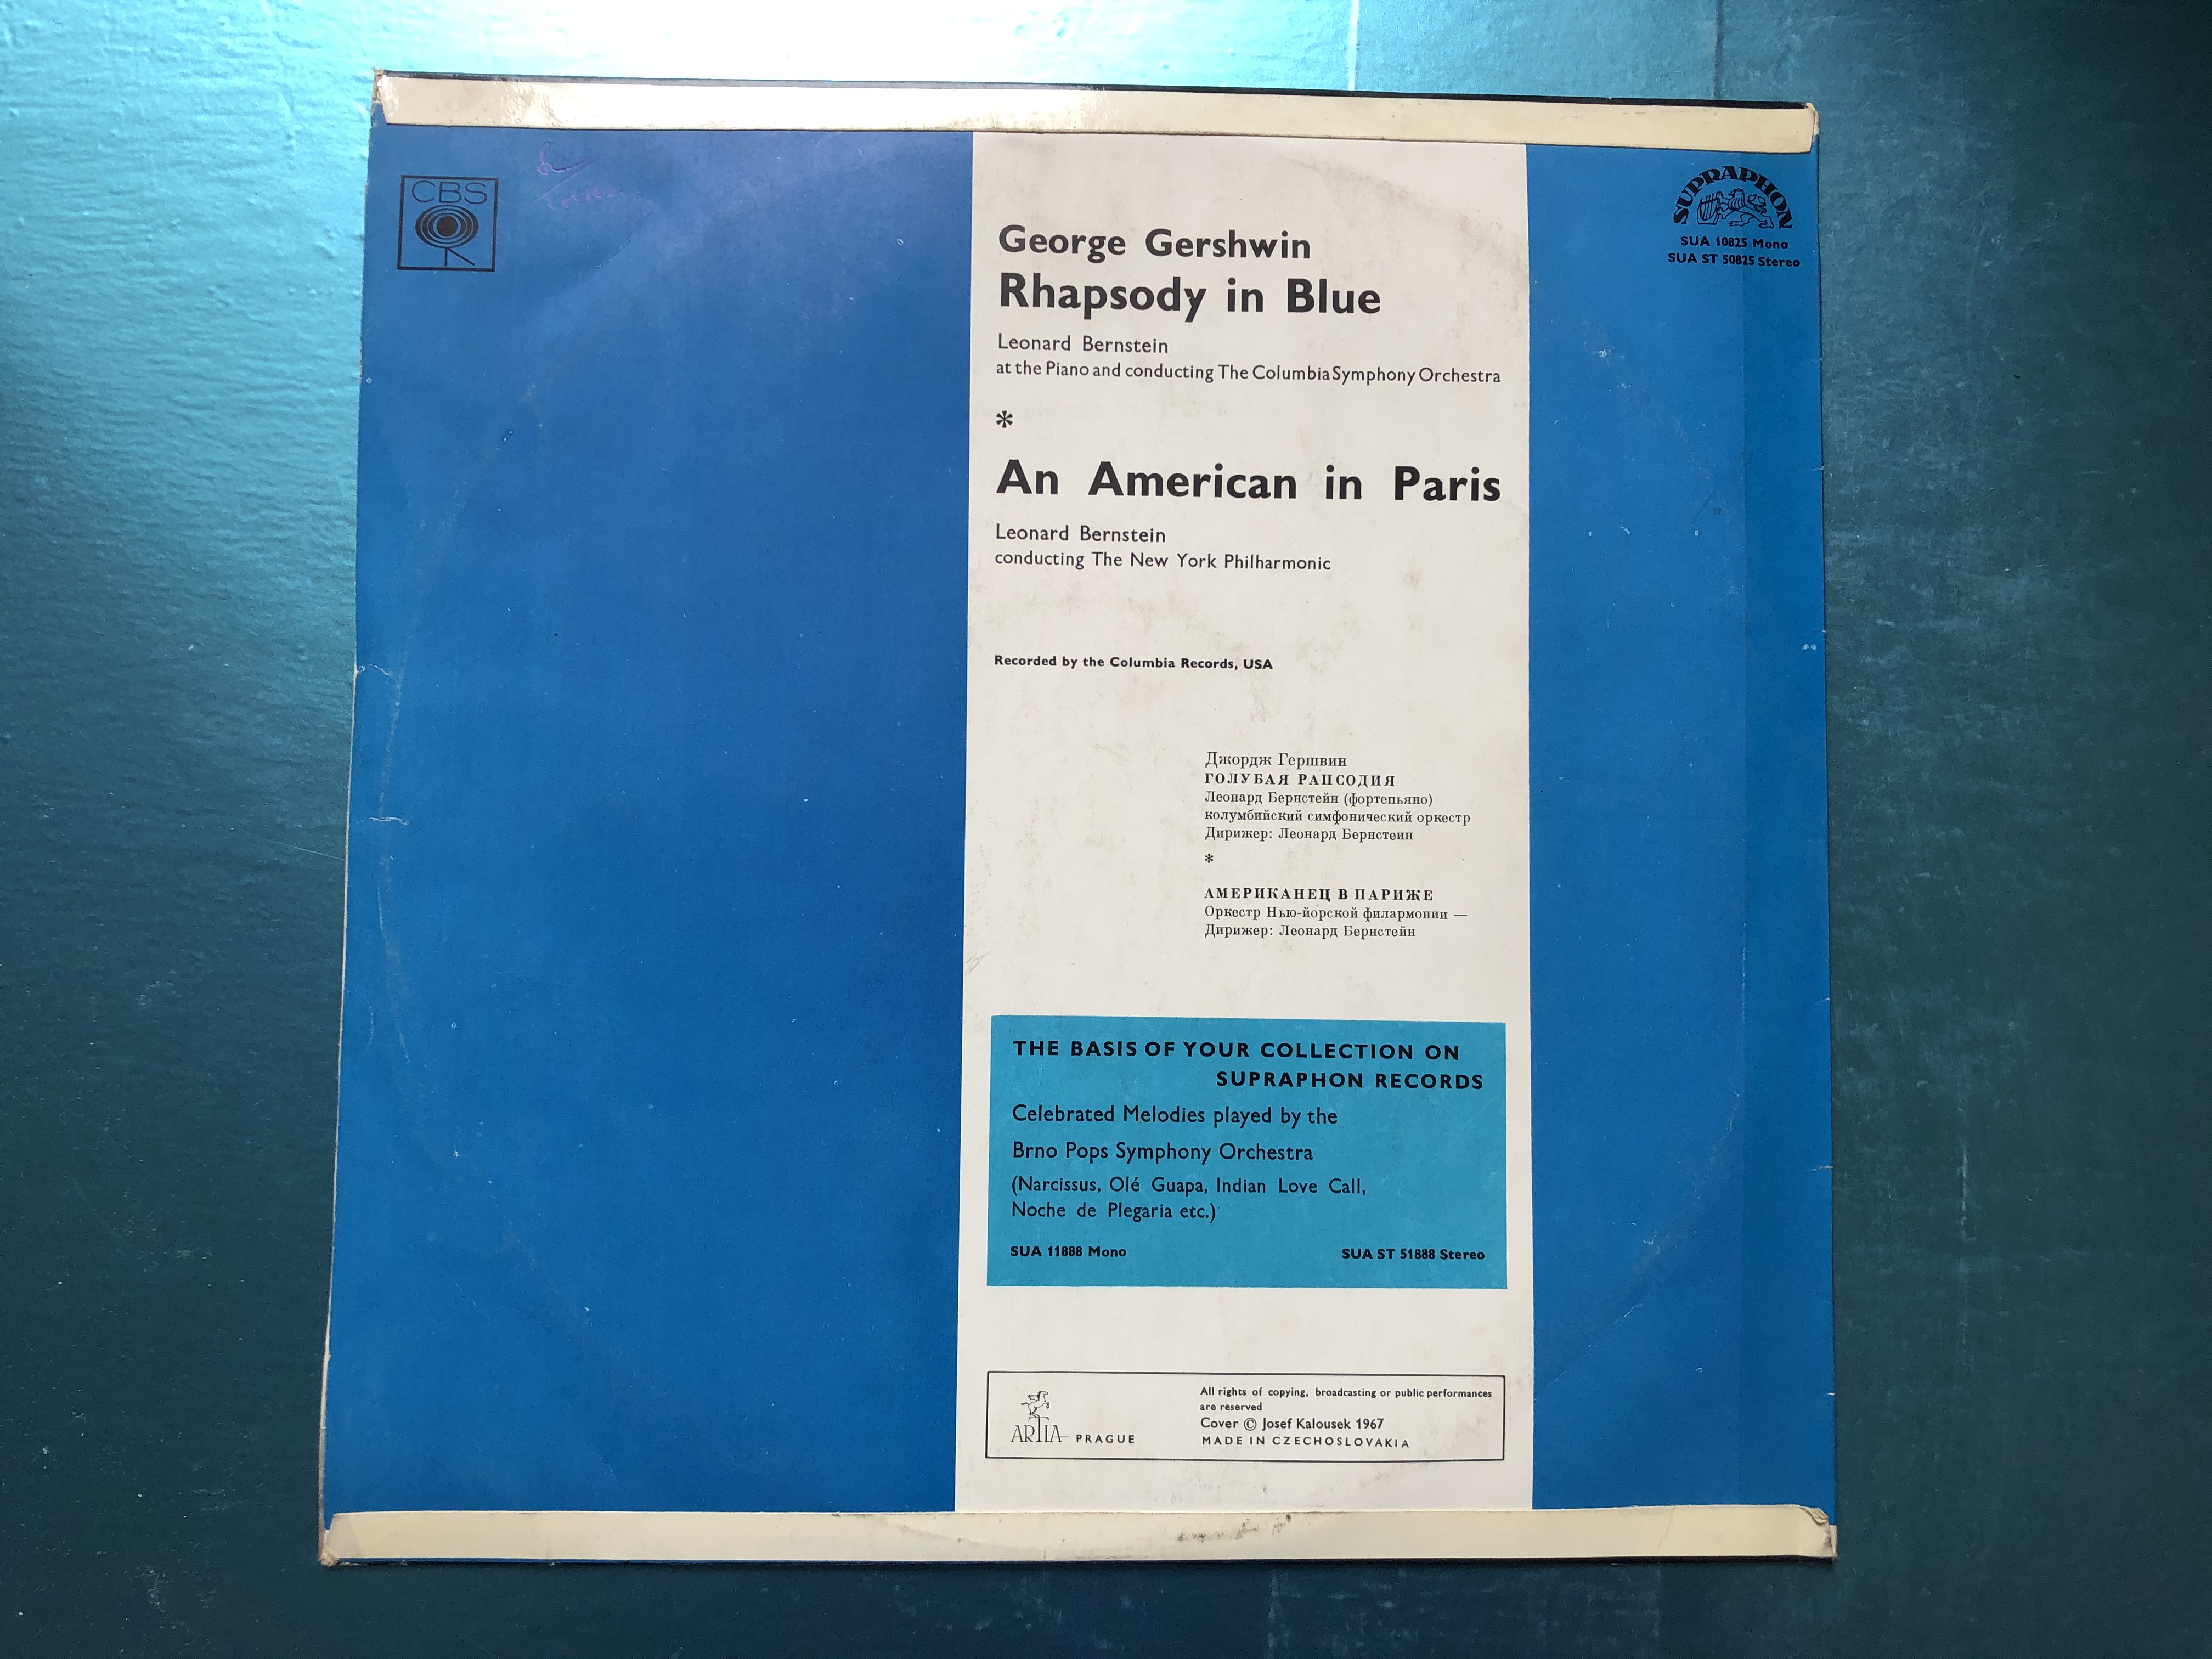 CBS
SUPRAPHON
SUA 10825 Mono
SUA ST 50825 Stereo
George Gershwin
Rhapsody in Blue
Leonard Bernstein
at the Piano and conducting The Columbia Symphony Orchestra
*
An American in Paris
Leonard Bernstein
conducting The New York Philharmonic
Recorded by the Columbia Records, USA
Джордж Гершвин
ГОЛУБАЯ РАПСОДИЯ
Леонард Бернстейн (фортепьяно)
колумбийский симфонический оркестр
Дирижер: Леонард Бернстеин
*
АМЕРИКАНЕЦ В ПАРИЖЕ
Оркестр Нью-йорской филармонии —
Дирижер: Леонард Бернстейн
THE BASIS OF YOUR COLLECTION ON
SUPRAPHON RECORDS
Celebrated Melodies played by the
Brno Pops Symphony Orchestra
(Narcissus, Olé Guapa, Indian Love Call,
Noche de Plegaria etc.)
SUA 11888 Mono SUA ST 51888 Stereo
ARTIA PRAGUE
All rights of copying, broadcasting or public performances
are reserved
Cover © Josef Kalousek 1967
MADE IN CZECHOSLOVAKIA